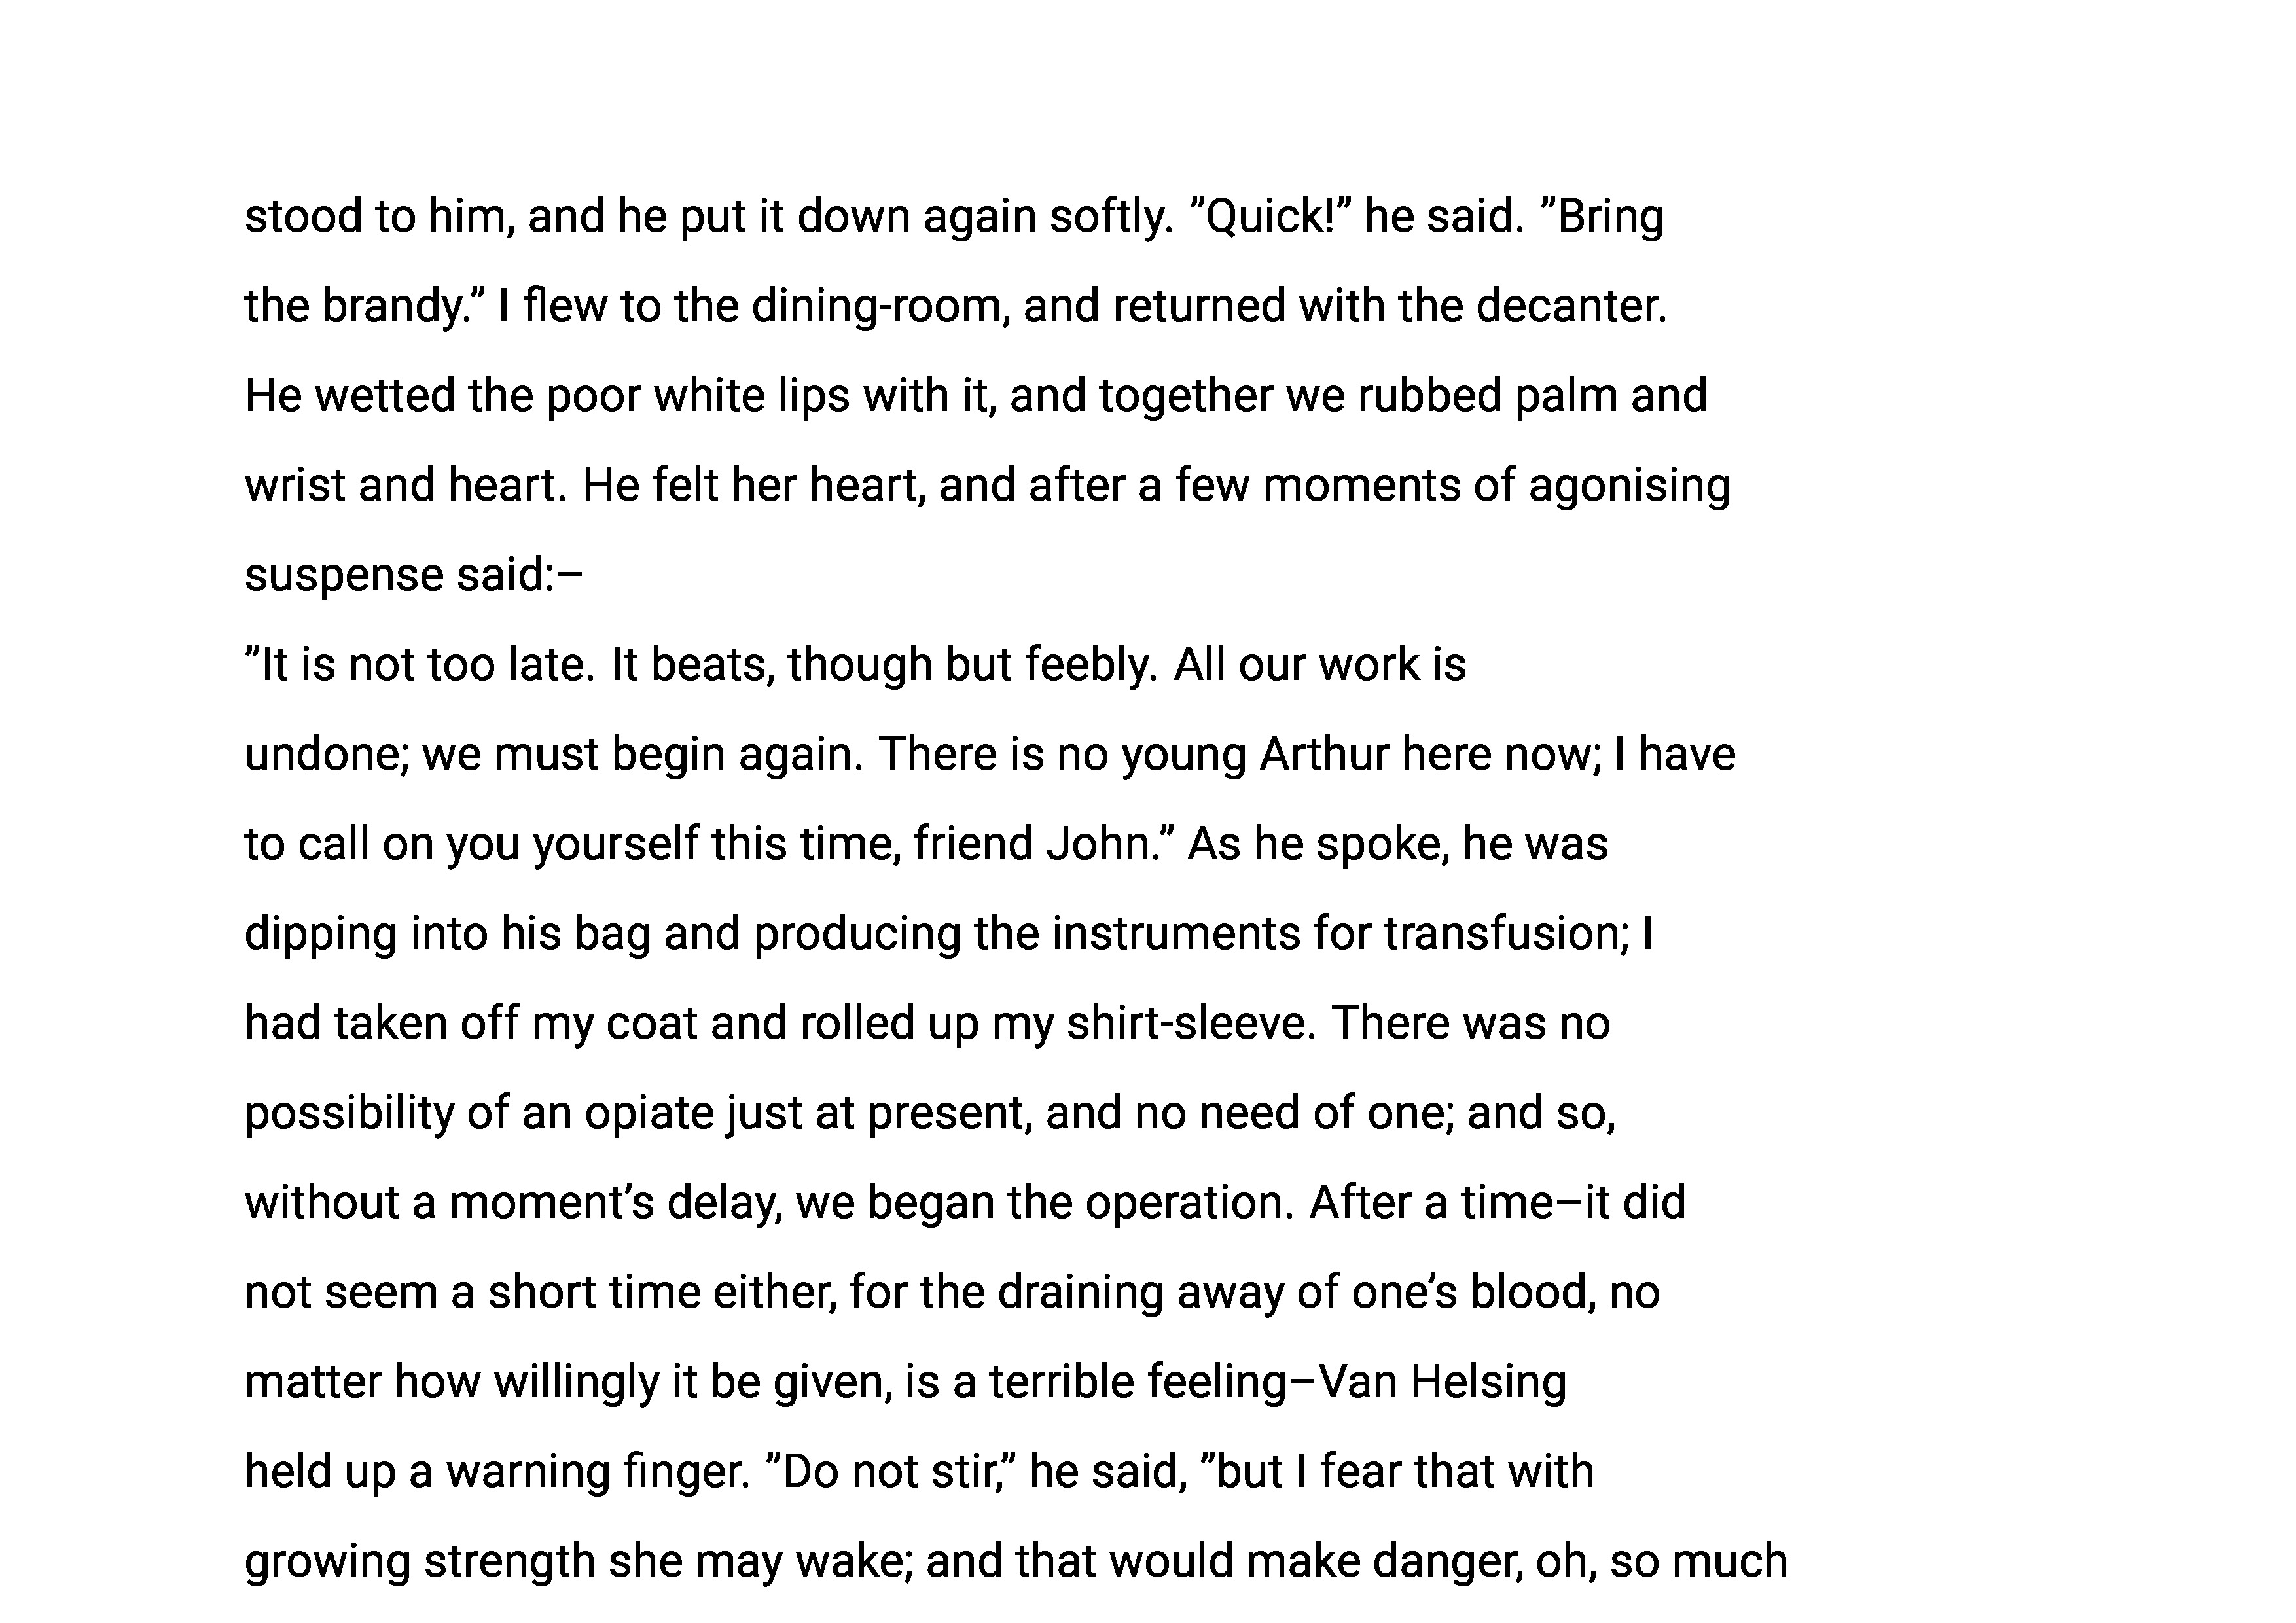 stood to him, and he put it down again softly. ”Quick!” he said. ”Bring
the brandy.” I flew to the dining-room, and returned with the decanter.
He wetted the poor white lips with it, and together we rubbed palm and
wrist and heart. He felt her heart, and after a few moments of agonising
suspense said:–
”It is not too late. It beats, though but feebly. All our work is
undone; we must begin again. There is no young Arthur here now; I have
to call on you yourself this time, friend John.” As he spoke, he was
dipping into his bag and producing the instruments for transfusion; I
had taken off my coat and rolled up my shirt-sleeve. There was no
possibility of an opiate just at present, and no need of one; and so,
without a moment’s delay, we began the operation. After a time–it did
not seem a short time either, for the draining away of one’s blood, no
matter how willingly it be given, is a terrible feeling–Van Helsing
held up a warning finger. ”Do not stir,” he said, ”but I fear that with
growing strength she may wake; and that would make danger, oh, so much